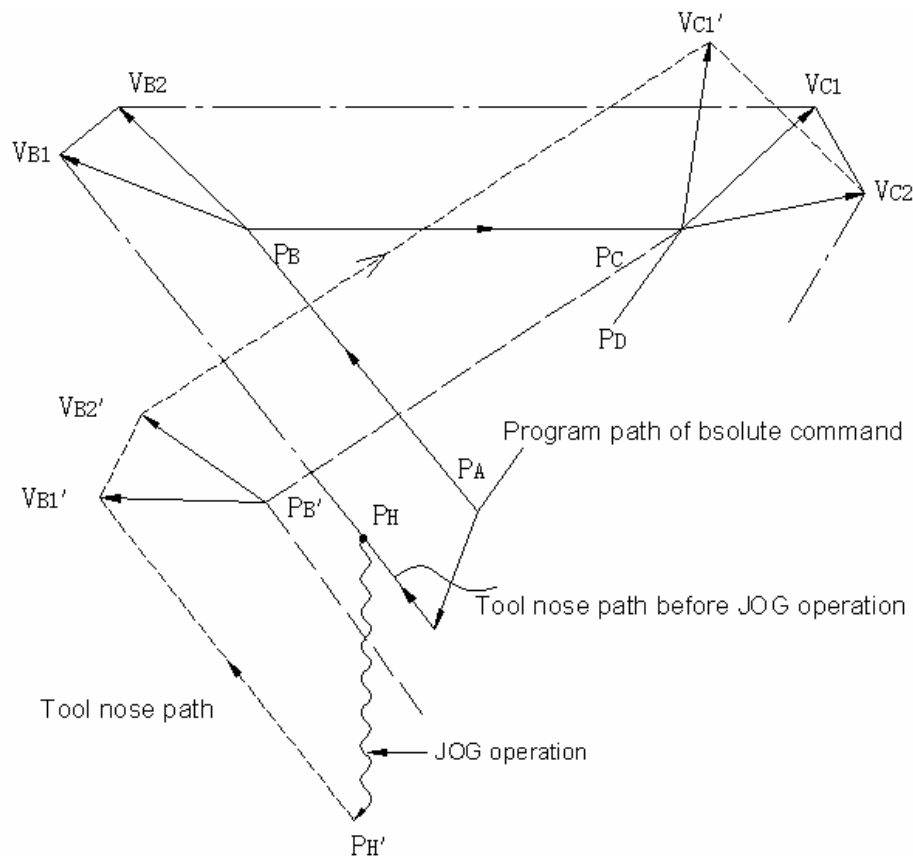 VC1'
VB2
VC1
VB1
VC2
PB
PC
PD
VB2'
Program path of bsolute command
PA
VB1'
PB'
PH
Tool nose path before JOG operation
Tool nose path
JOG operation
PH'